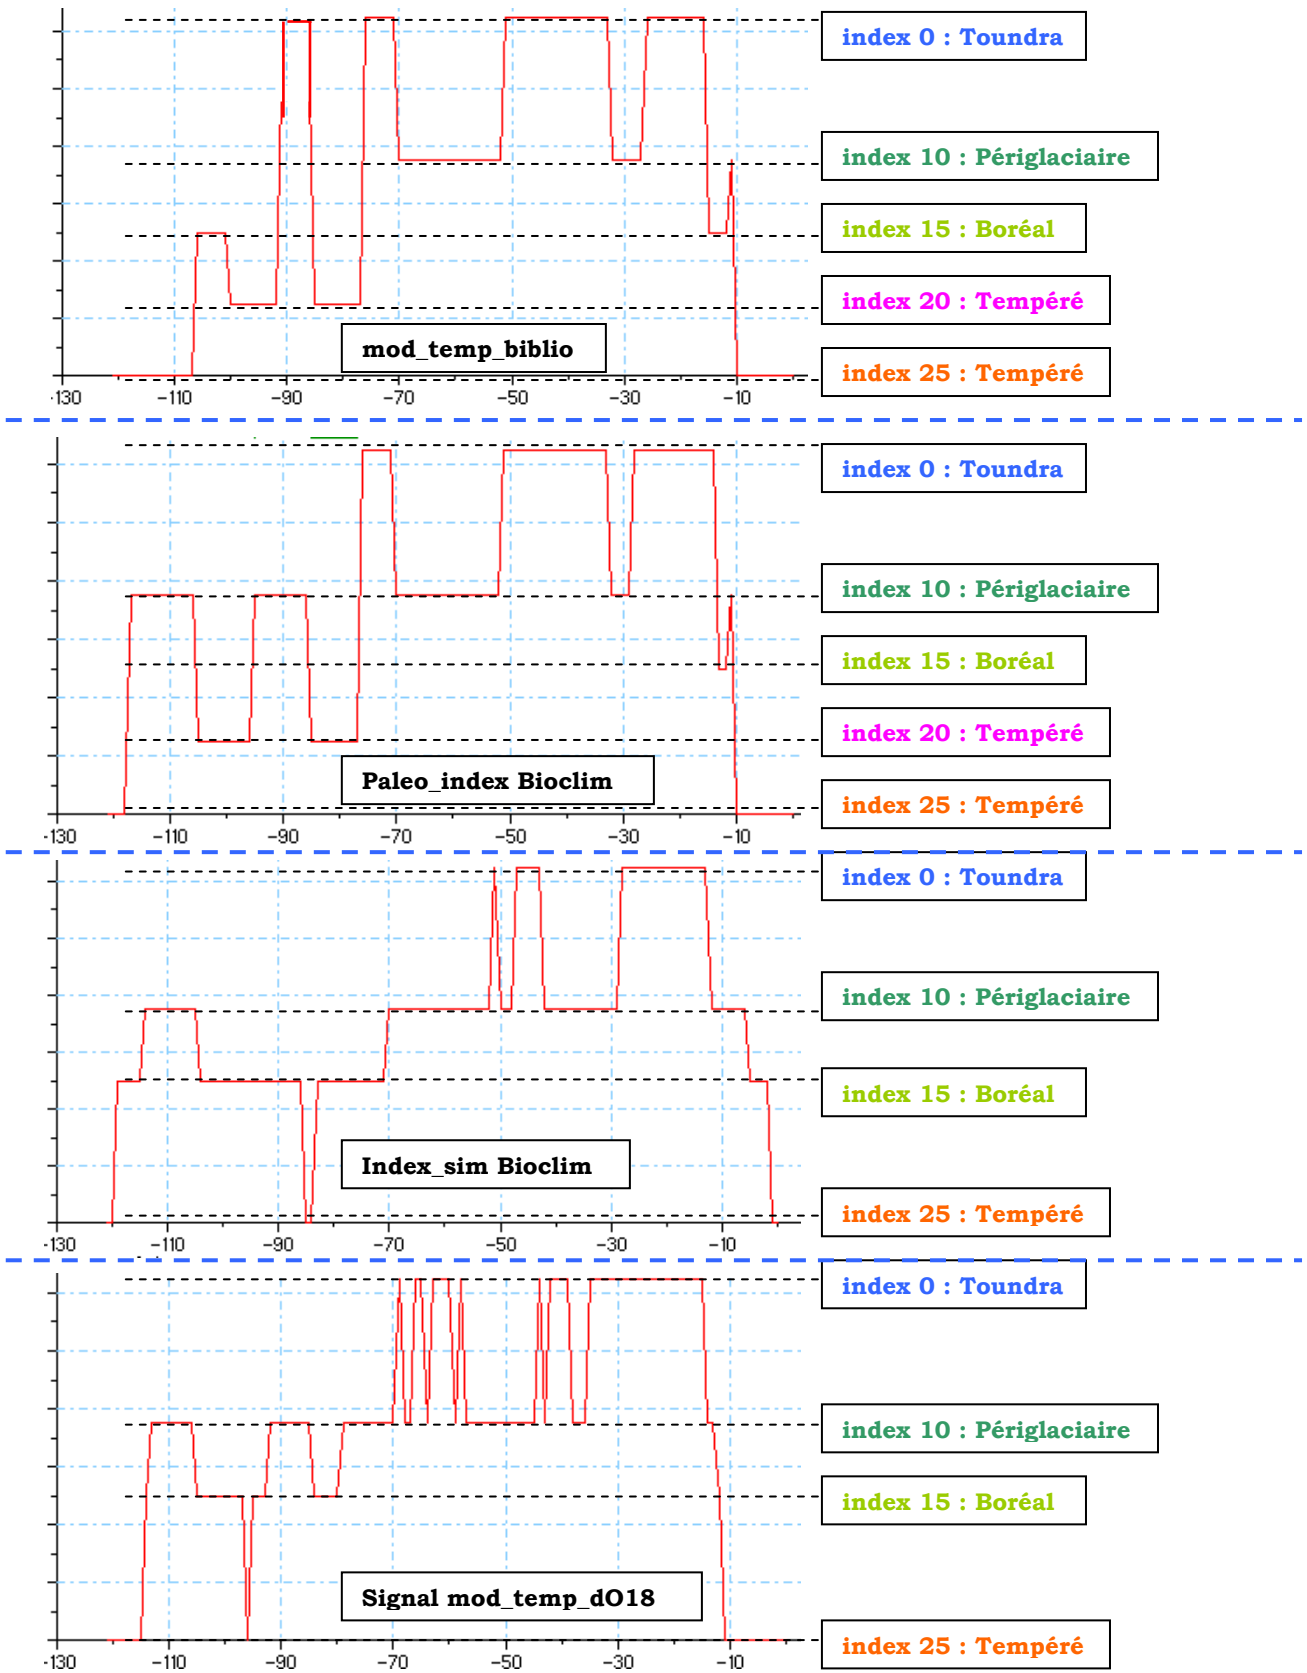 index 0 : Toundra
index 10 : Périglaciaire
index 15 : Boréal
index 20 : Tempéré
mod_temp_biblio
index 25 : Tempéré
-130 -110 -90 -70 -50 -30 -10
index 0 : Toundra
index 10 : Périglaciaire
index 15 : Boréal
index 20 : Tempéré
Paleo_index Bioclim
index 25 : Tempéré
-130 -110 -90 -70 -50 -30 -10
index 0 : Toundra
index 10 : Périglaciaire
index 15 : Boréal
Index_sim Bioclim
index 25 : Tempéré
-130 -110 -90 -70 -50 -30 -10
index 0 : Toundra
index 10 : Périglaciaire
index 15 : Boréal
Signal mod_temp_dO18
index 25 : Tempéré
-130 -110 -90 -70 -50 -30 -10